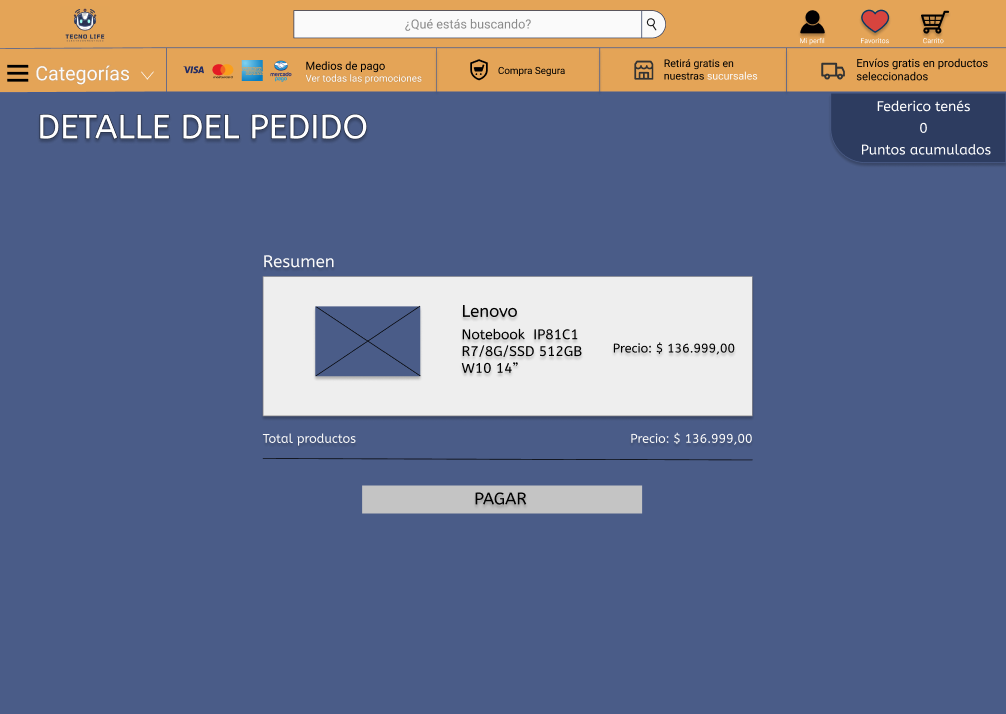 TECNO LIFE
¿Qué estás buscando?
Mi perfil
Favoritos
Carrito
Categorías
VISA
mercado
pago
Medios de pago
Ver todas las promociones
Compra Segura
Retirá gratis en
nuestras sucursales
Envíos gratis en productos
seleccionados
DETALLE DEL PEDIDO
Federico tenés
0
Puntos acumulados
Resumen
Lenovo
Notebook IP81C1
R7/8G/SSD 512GB
W10 14”
Precio: $ 136.999,00
Total productos
Precio: $ 136.999,00
PAGAR